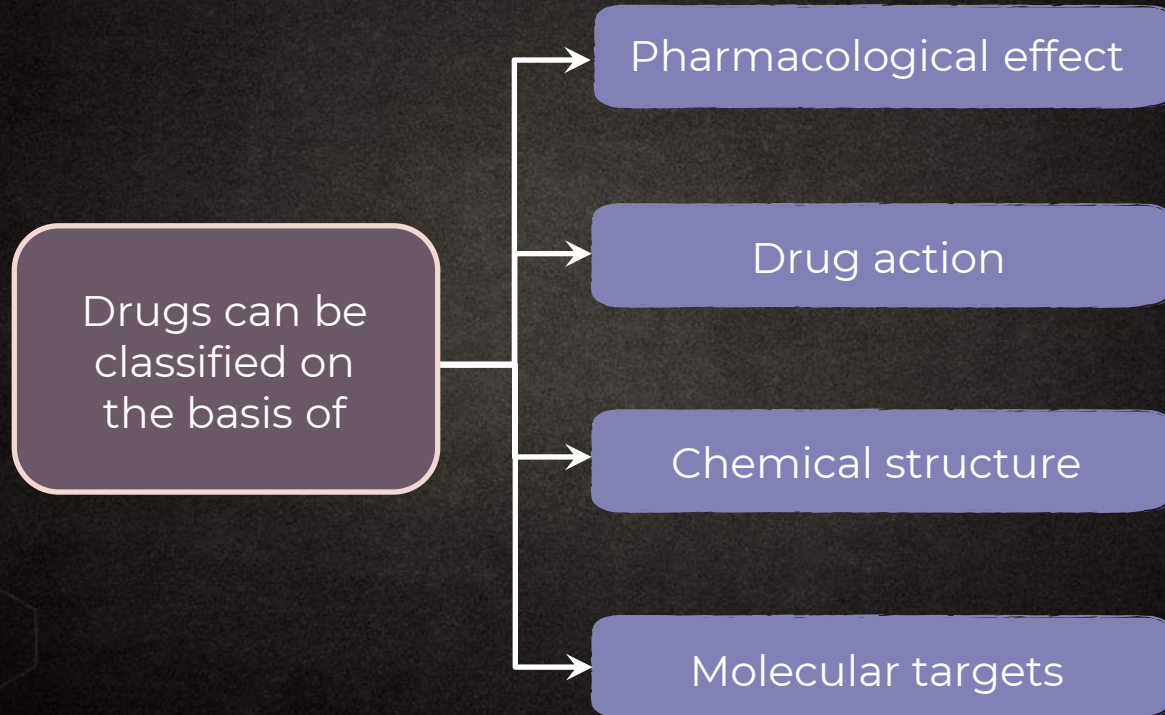 Drugs can be
classified on
the basis of
Pharmacological effect
Drug action
Chemical structure
Molecular targets